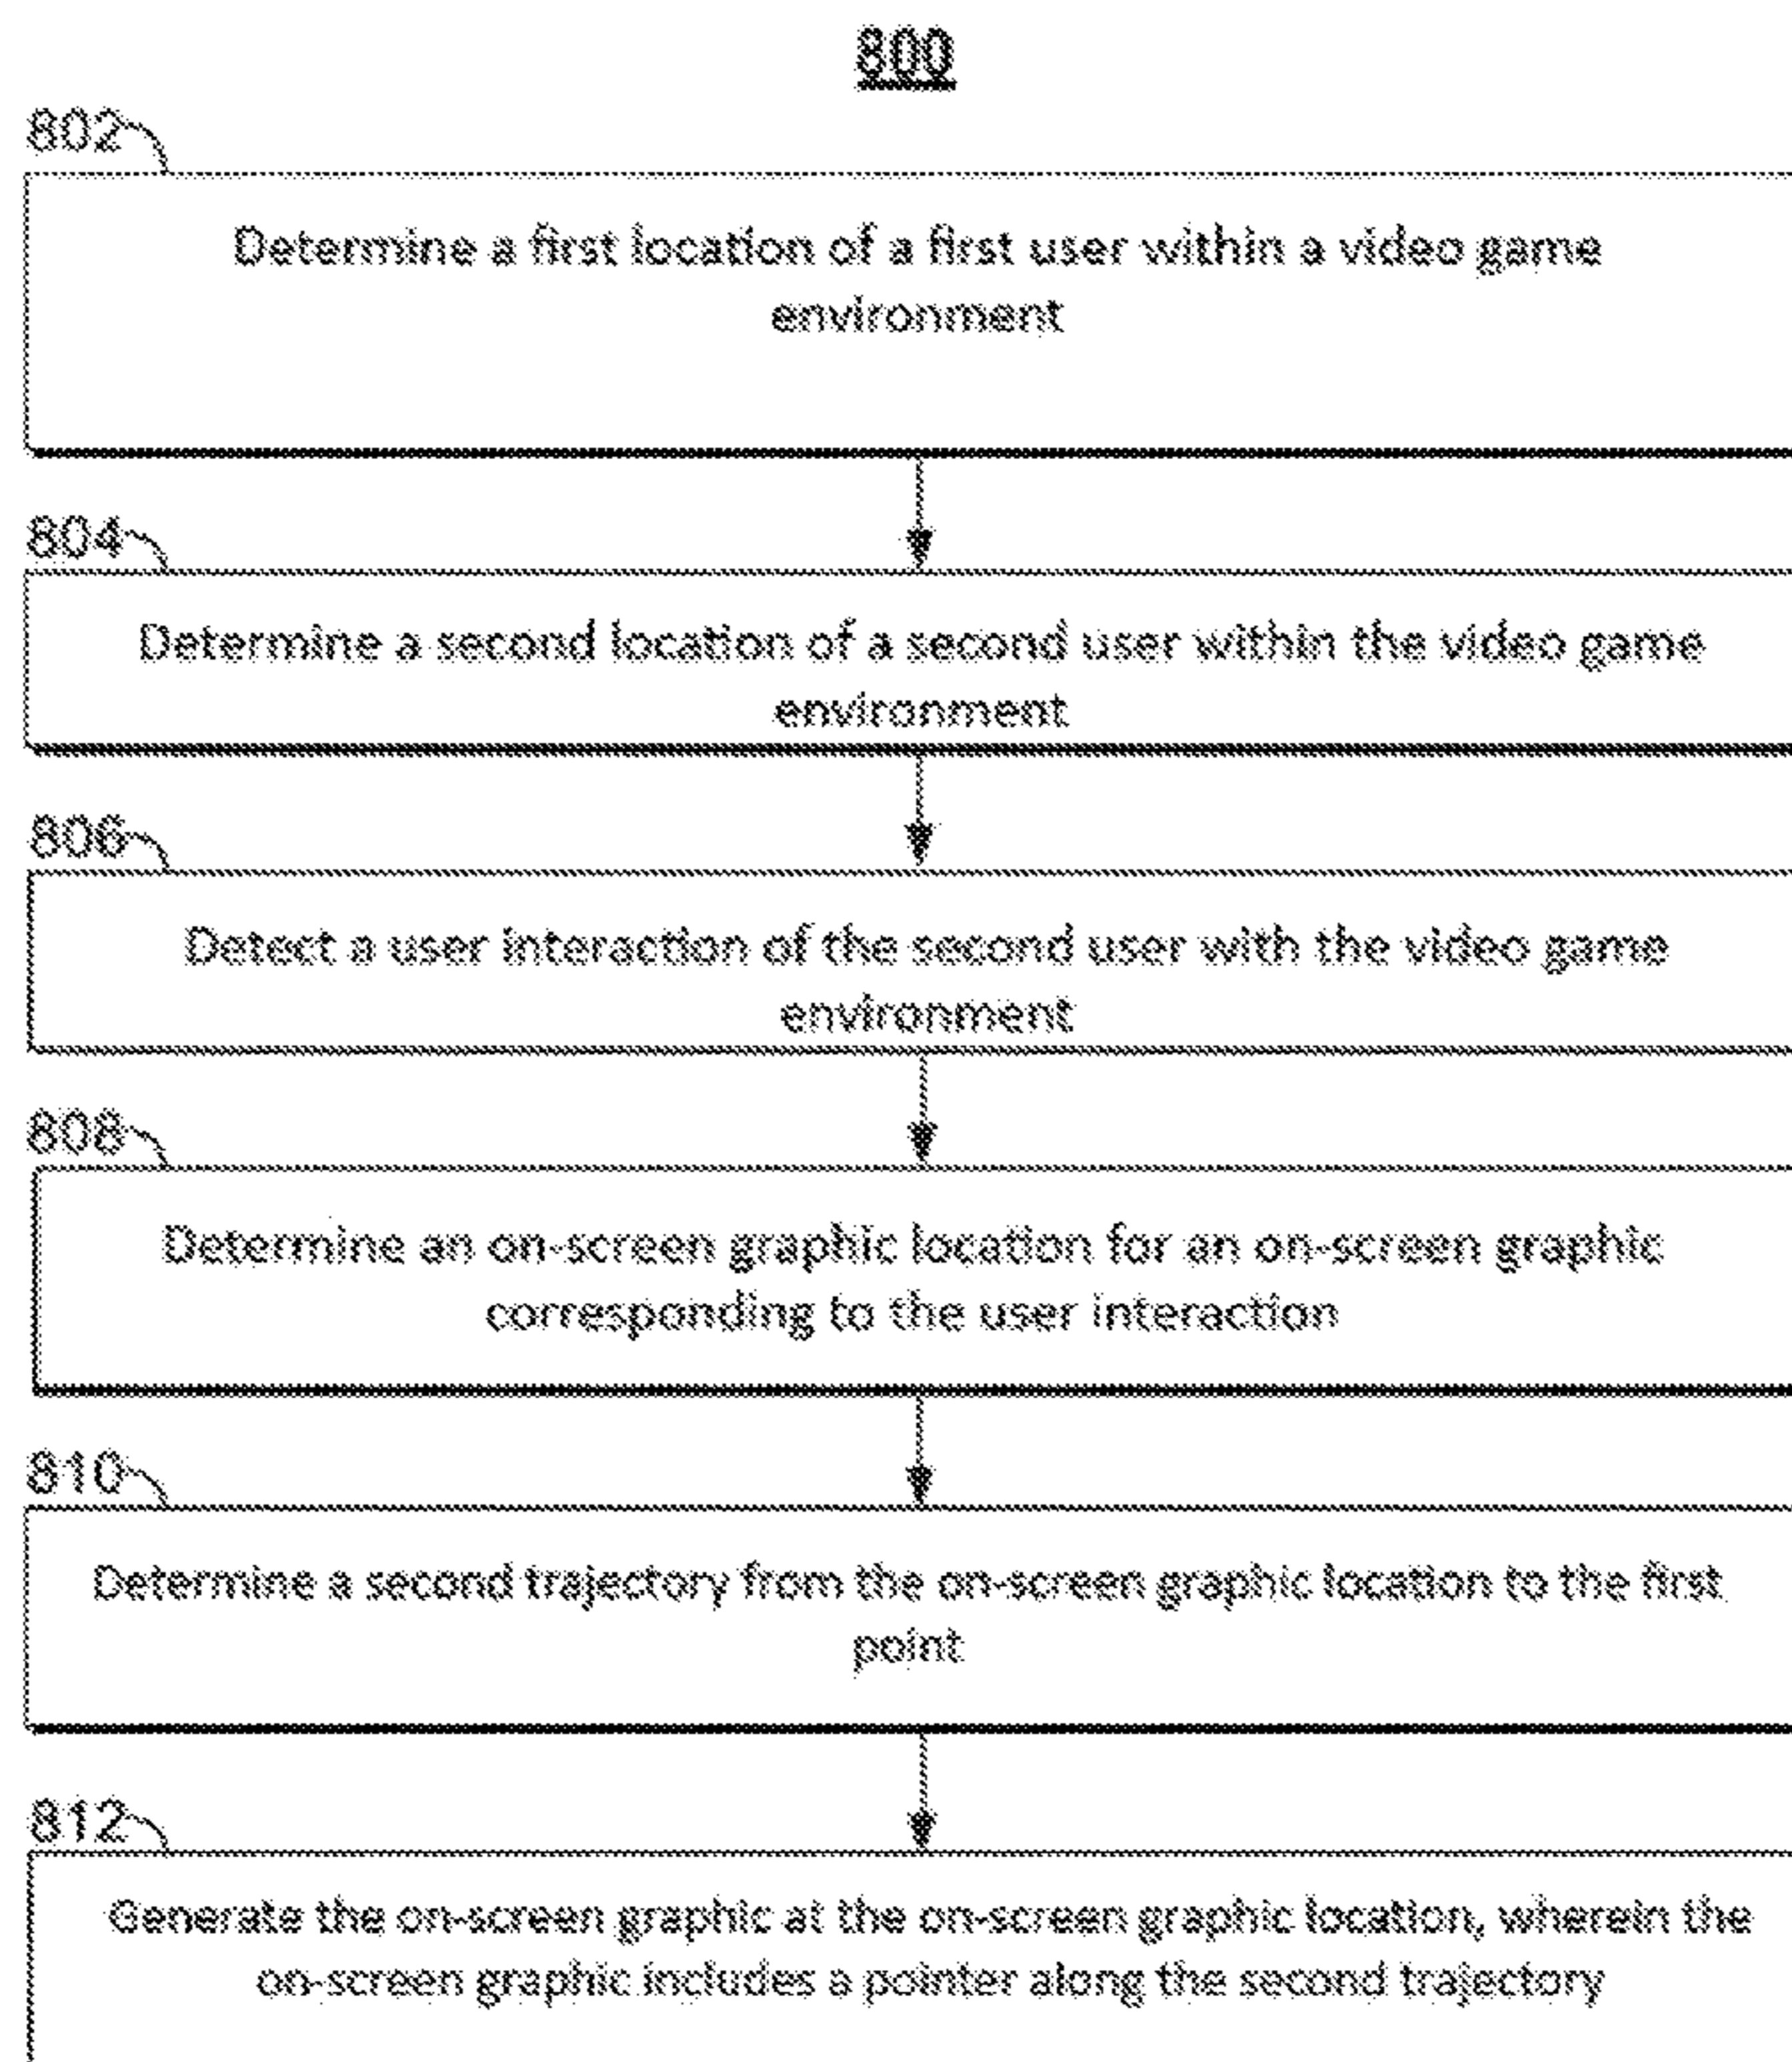 800
802
Determine a first location of a first user within a video game
environment
804
Determine a second location of a second user within the video game
environment
806
Detect a user interaction of the second user with the video game
environment
808
Determine an on-screen graphic location for an on-screen graphic
corresponding to the user interaction
810
Determine a second trajectory from the on-screen graphic location to the first
point
812
Generate the on-screen graphic at the on-screen graphic location, wherein the
on-screen graphic includes a pointer along the second trajectory